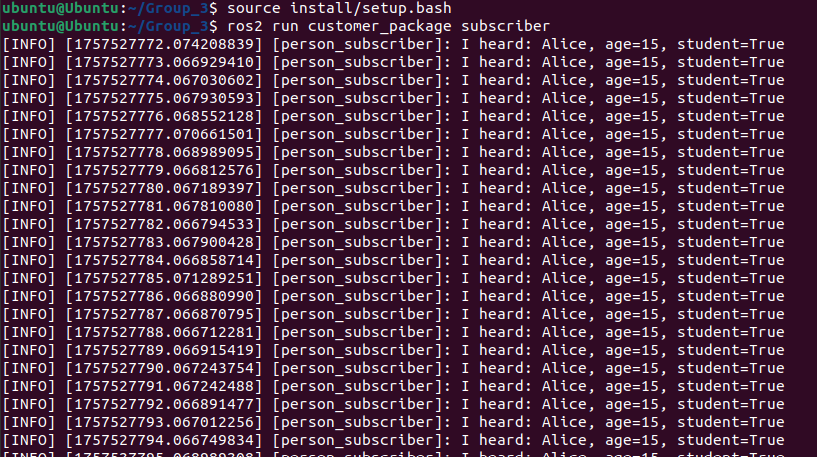 ubuntu@Ubuntu:~/Group_3$ source install/setup.bash
ubuntu@Ubuntu:~/Group_3$ ros2 run customer_package subscriber
[INFO] [1757527772.074208839] [person_subscriber]: I heard: Alice, age=15, student=True
[INFO] [1757527773.066929410] [person_subscriber]: I heard: Alice, age=15, student=True
[INFO] [1757527774.067030602] [person_subscriber]: I heard: Alice, age=15, student=True
[INFO] [1757527775.067930593] [person_subscriber]: I heard: Alice, age=15, student=True
[INFO] [1757527776.068552128] [person_subscriber]: I heard: Alice, age=15, student=True
[INFO] [1757527777.070661501] [person_subscriber]: I heard: Alice, age=15, student=True
[INFO] [1757527778.068989095] [person_subscriber]: I heard: Alice, age=15, student=True
[INFO] [1757527779.066812576] [person_subscriber]: I heard: Alice, age=15, student=True
[INFO] [1757527780.067189397] [person_subscriber]: I heard: Alice, age=15, student=True
[INFO] [1757527781.067810080] [person_subscriber]: I heard: Alice, age=15, student=True
[INFO] [1757527782.066794533] [person_subscriber]: I heard: Alice, age=15, student=True
[INFO] [1757527783.067900428] [person_subscriber]: I heard: Alice, age=15, student=True
[INFO] [1757527784.066858714] [person_subscriber]: I heard: Alice, age=15, student=True
[INFO] [1757527785.071289251] [person_subscriber]: I heard: Alice, age=15, student=True
[INFO] [1757527786.066880990] [person_subscriber]: I heard: Alice, age=15, student=True
[INFO] [1757527787.066870795] [person_subscriber]: I heard: Alice, age=15, student=True
[INFO] [1757527788.066712281] [person_subscriber]: I heard: Alice, age=15, student=True
[INFO] [1757527789.066915419] [person_subscriber]: I heard: Alice, age=15, student=True
[INFO] [1757527790.067243754] [person_subscriber]: I heard: Alice, age=15, student=True
[INFO] [1757527791.067242488] [person_subscriber]: I heard: Alice, age=15, student=True
[INFO] [1757527792.066891477] [person_subscriber]: I heard: Alice, age=15, student=True
[INFO] [1757527793.067012256] [person_subscriber]: I heard: Alice, age=15, student=True
[INFO] [1757527794.066749834] [person_subscriber]: I heard: Alice, age=15, student=True
[INFO] [person_subscriber]: I heard: Alice, age=15, student=True